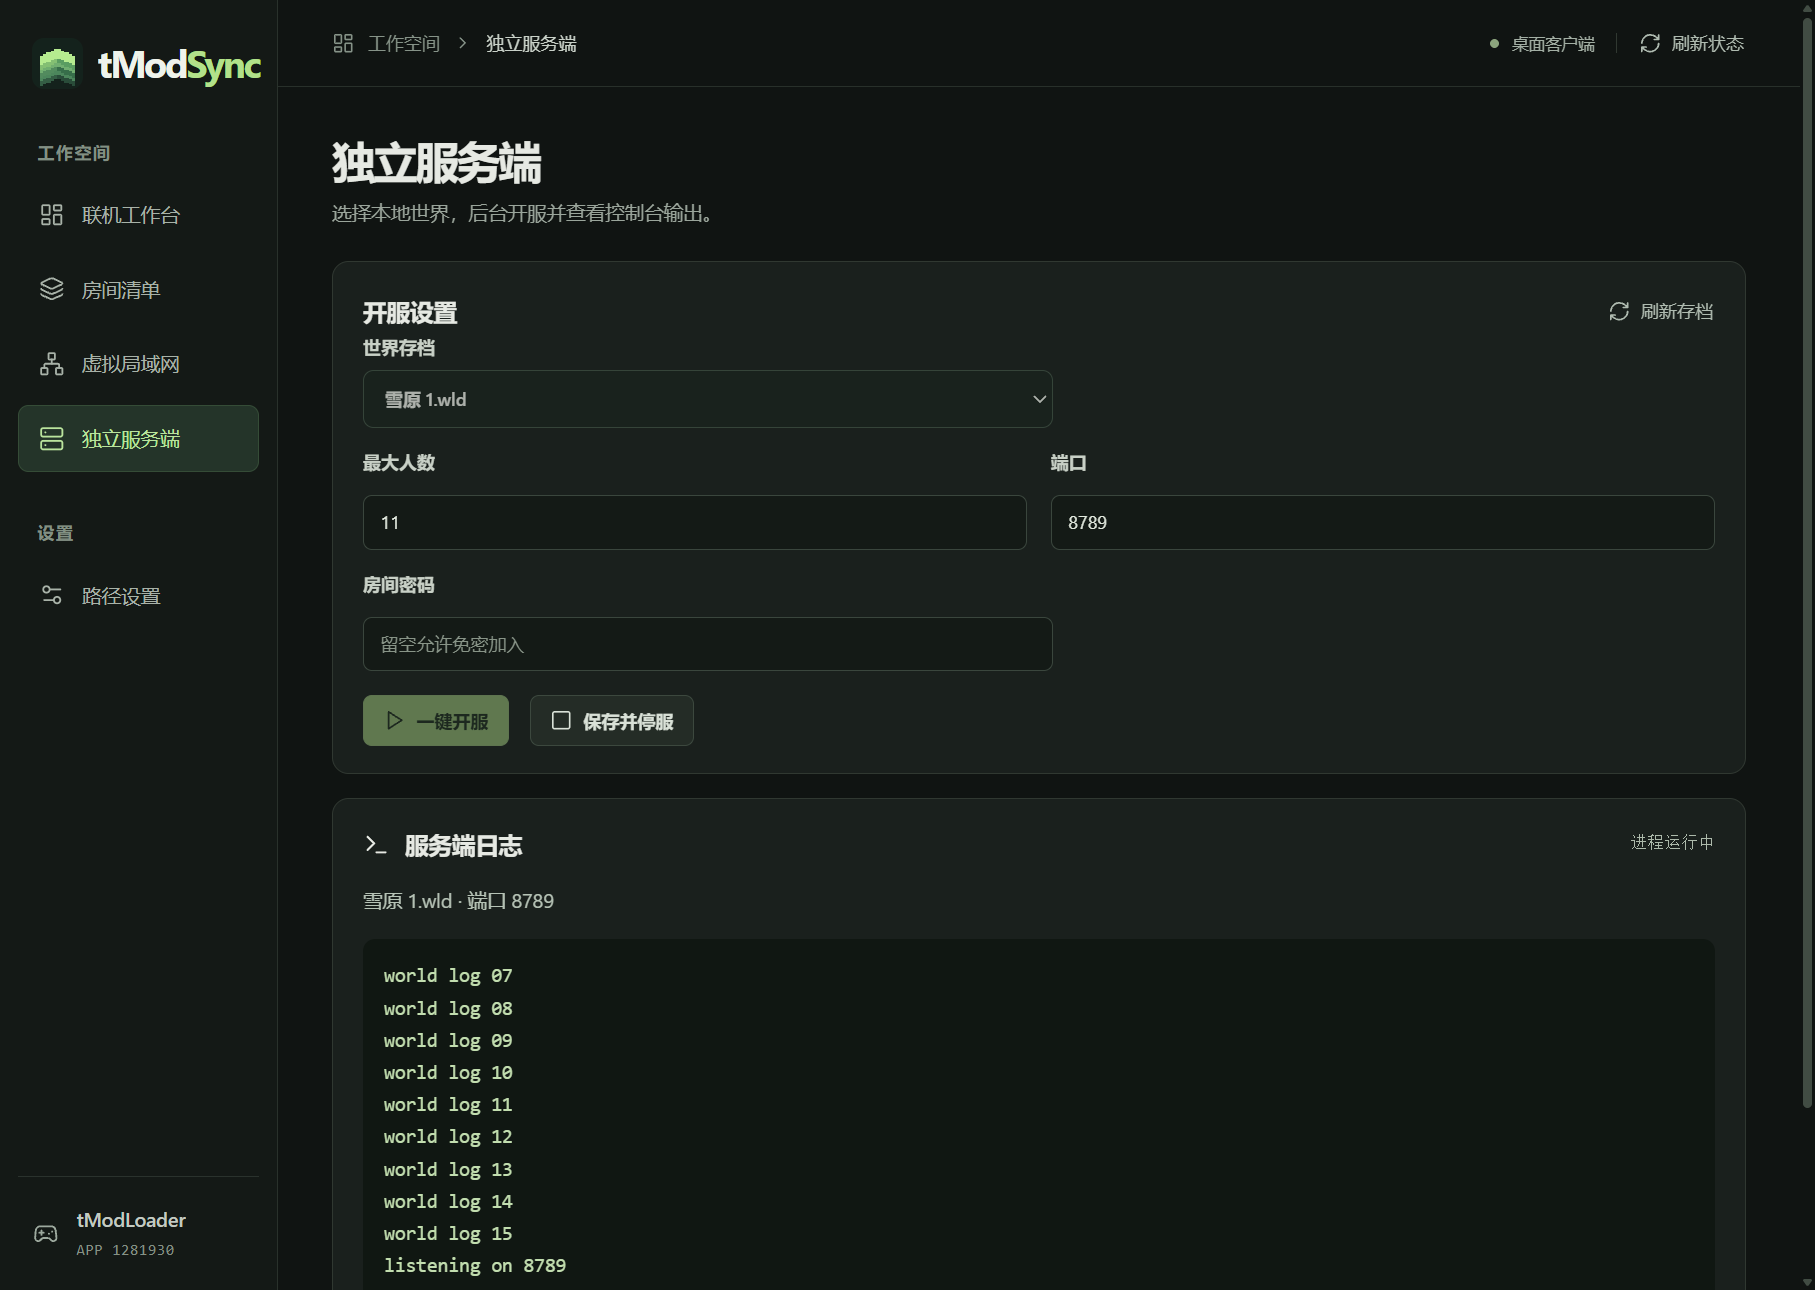 tModSync
工作空间
联机工作台
房间清单
虚拟局域网
独立服务端
设置
路径设置
tModLoader
APP 1281930
工作空间 > 独立服务端
桌面客户端
刷新状态
独立服务端
选择本地世界，后台开服并查看控制台输出。
开服设置
刷新存档
世界存档
雪原 1.wld
最大人数
端口
11
8789
房间密码
留空允许免密加入
一键开服
保存并停服
服务端日志
进程运行中
雪原 1.wld · 端口 8789
world log 07
world log 08
world log 09
world log 10
world log 11
world log 12
world log 13
world log 14
world log 15
listening on 8789